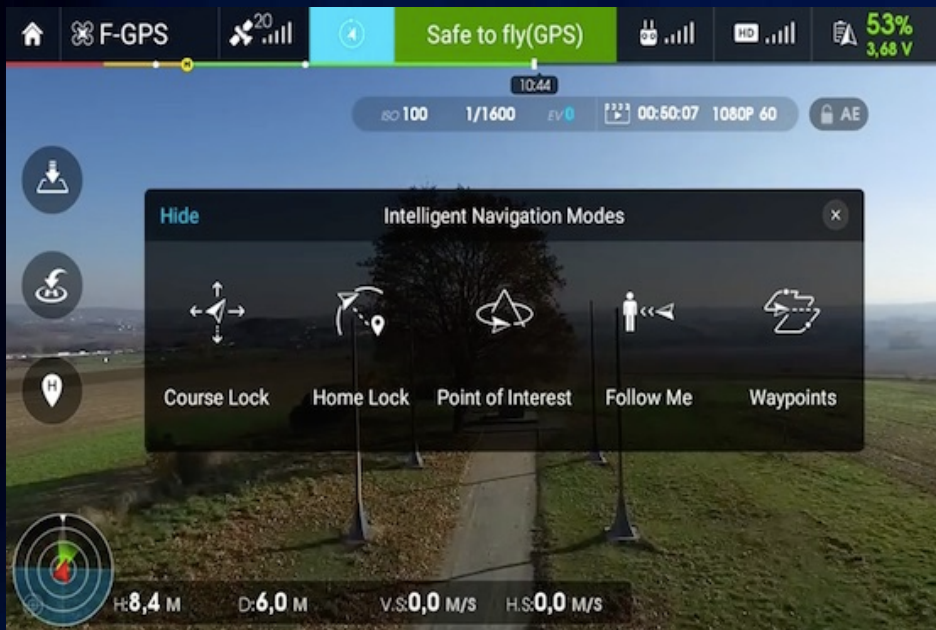 F-GPS 20 Safe to fly(GPS) HD 53%
3,68 V
H
10:44
ISO 100 1/1600 EV 0 00:50:07 1080P 60 AE
Hide Intelligent Navigation Modes
Course Lock Home Lock Point of Interest Follow Me Waypoints
H
H
H:8,4 M D:6,0 M V.S:0,0 M/S H.S:0,0 M/S